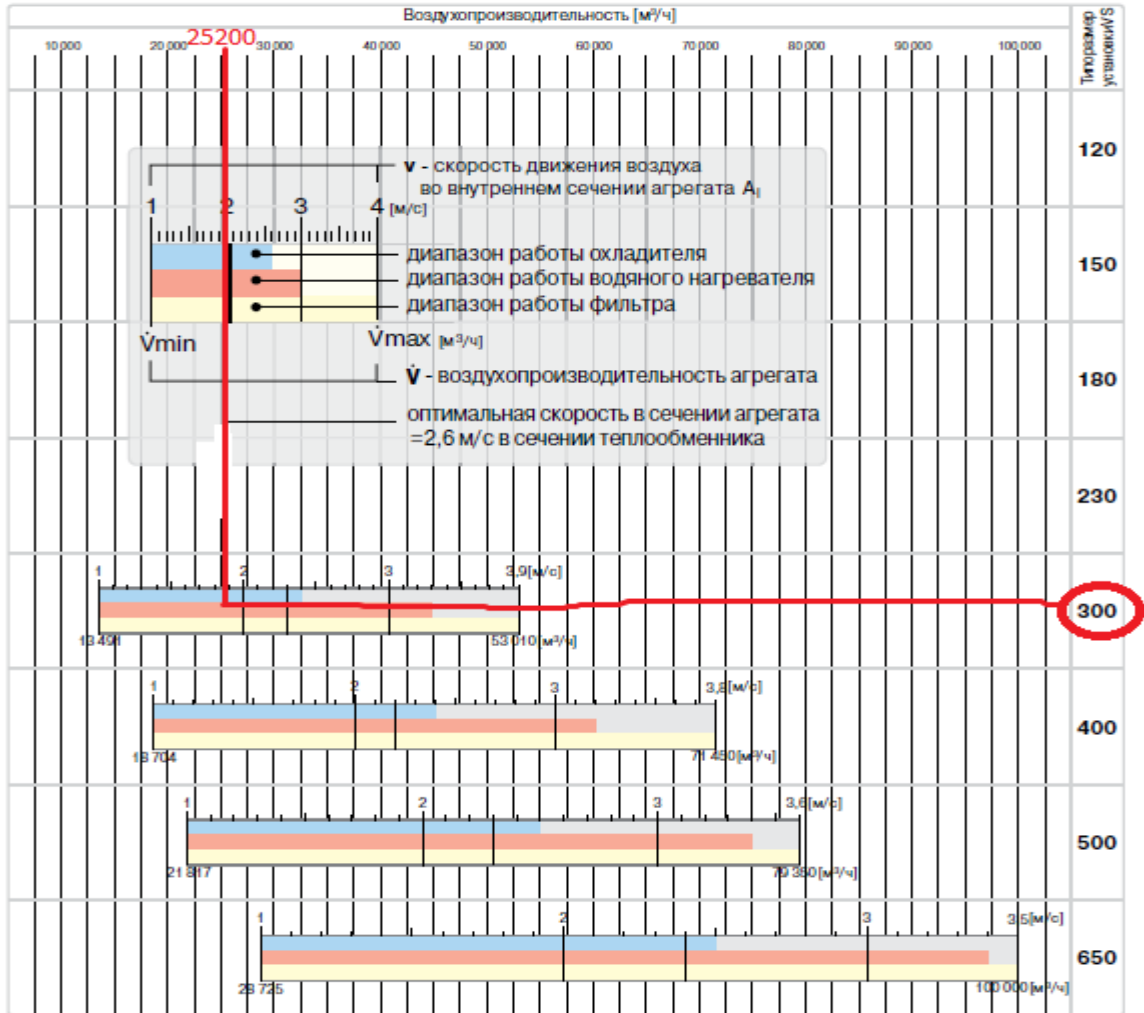 Воздухопроизводительность [м³/ч]
Типоразмер установки VS
10 000 20 000 25200 30 000 40 000 50 000 60 000 70 000 80 000 90 000 100 000
120
v - скорость движения воздуха
во внутреннем сечении агрегата A
1 2 3 4 [м/с]
150
диапазон работы охладителя
диапазон работы водяного нагревателя
диапазон работы фильтра
V̇min V̇max [м³/ч]
V̇ - воздухопроизводительность агрегата
180
оптимальная скорость в сечении агрегата
=2,6 м/с в сечении теплообменника
230
1 2 3 3,9[м/с]
300
13 491 53 010[м³/ч]
1 2 3 3,8[м/с]
400
18 704 71 450[м³/ч]
1 2 3 3,6[м/с]
500
21 817 79 350[м³/ч]
1 2 3 3,5[м/с]
650
28 725 100 000[м³/ч]